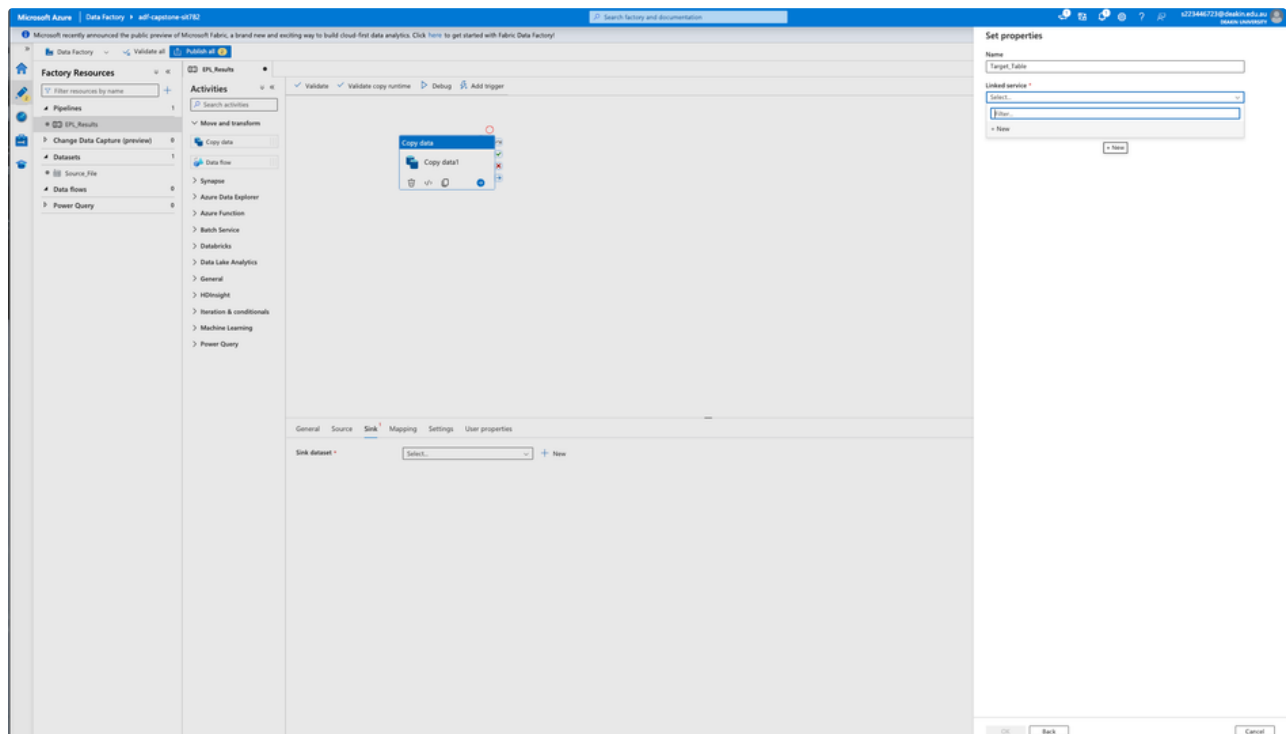 Microsoft Azure | Data Factory ▸ adf-capstone-sit782
Search factory and documentation
s223446723@deakin.edu.au
DEAKIN UNIVERSITY
Microsoft recently announced the public preview of Microsoft Fabric, a brand new and exciting way to build cloud-first data analytics. Click here to get started with Fabric Data Factory!
Data Factory
Validate all
Publish all
Factory Resources
Filter resources by name
Pipelines 1
EPL_Results
Change Data Capture (preview) 0
Datasets 1
Source_File
Data flows 0
Power Query 0
EPL_Results
Activities
Search activities
Move and transform
Copy data
Data flow
Synapse
Azure Data Explorer
Azure Function
Batch Service
Databricks
Data Lake Analytics
General
HDInsight
Iteration & conditionals
Machine Learning
Power Query
Validate
Validate copy runtime
Debug
Add trigger
Copy data
Copy data1
General Source Sink 1 Mapping Settings User properties
Sink dataset *
Select...
+ New
Set properties
Name
Target_Table
Linked service *
Select...
Filter...
+ New
+ New
OK
Back
Cancel